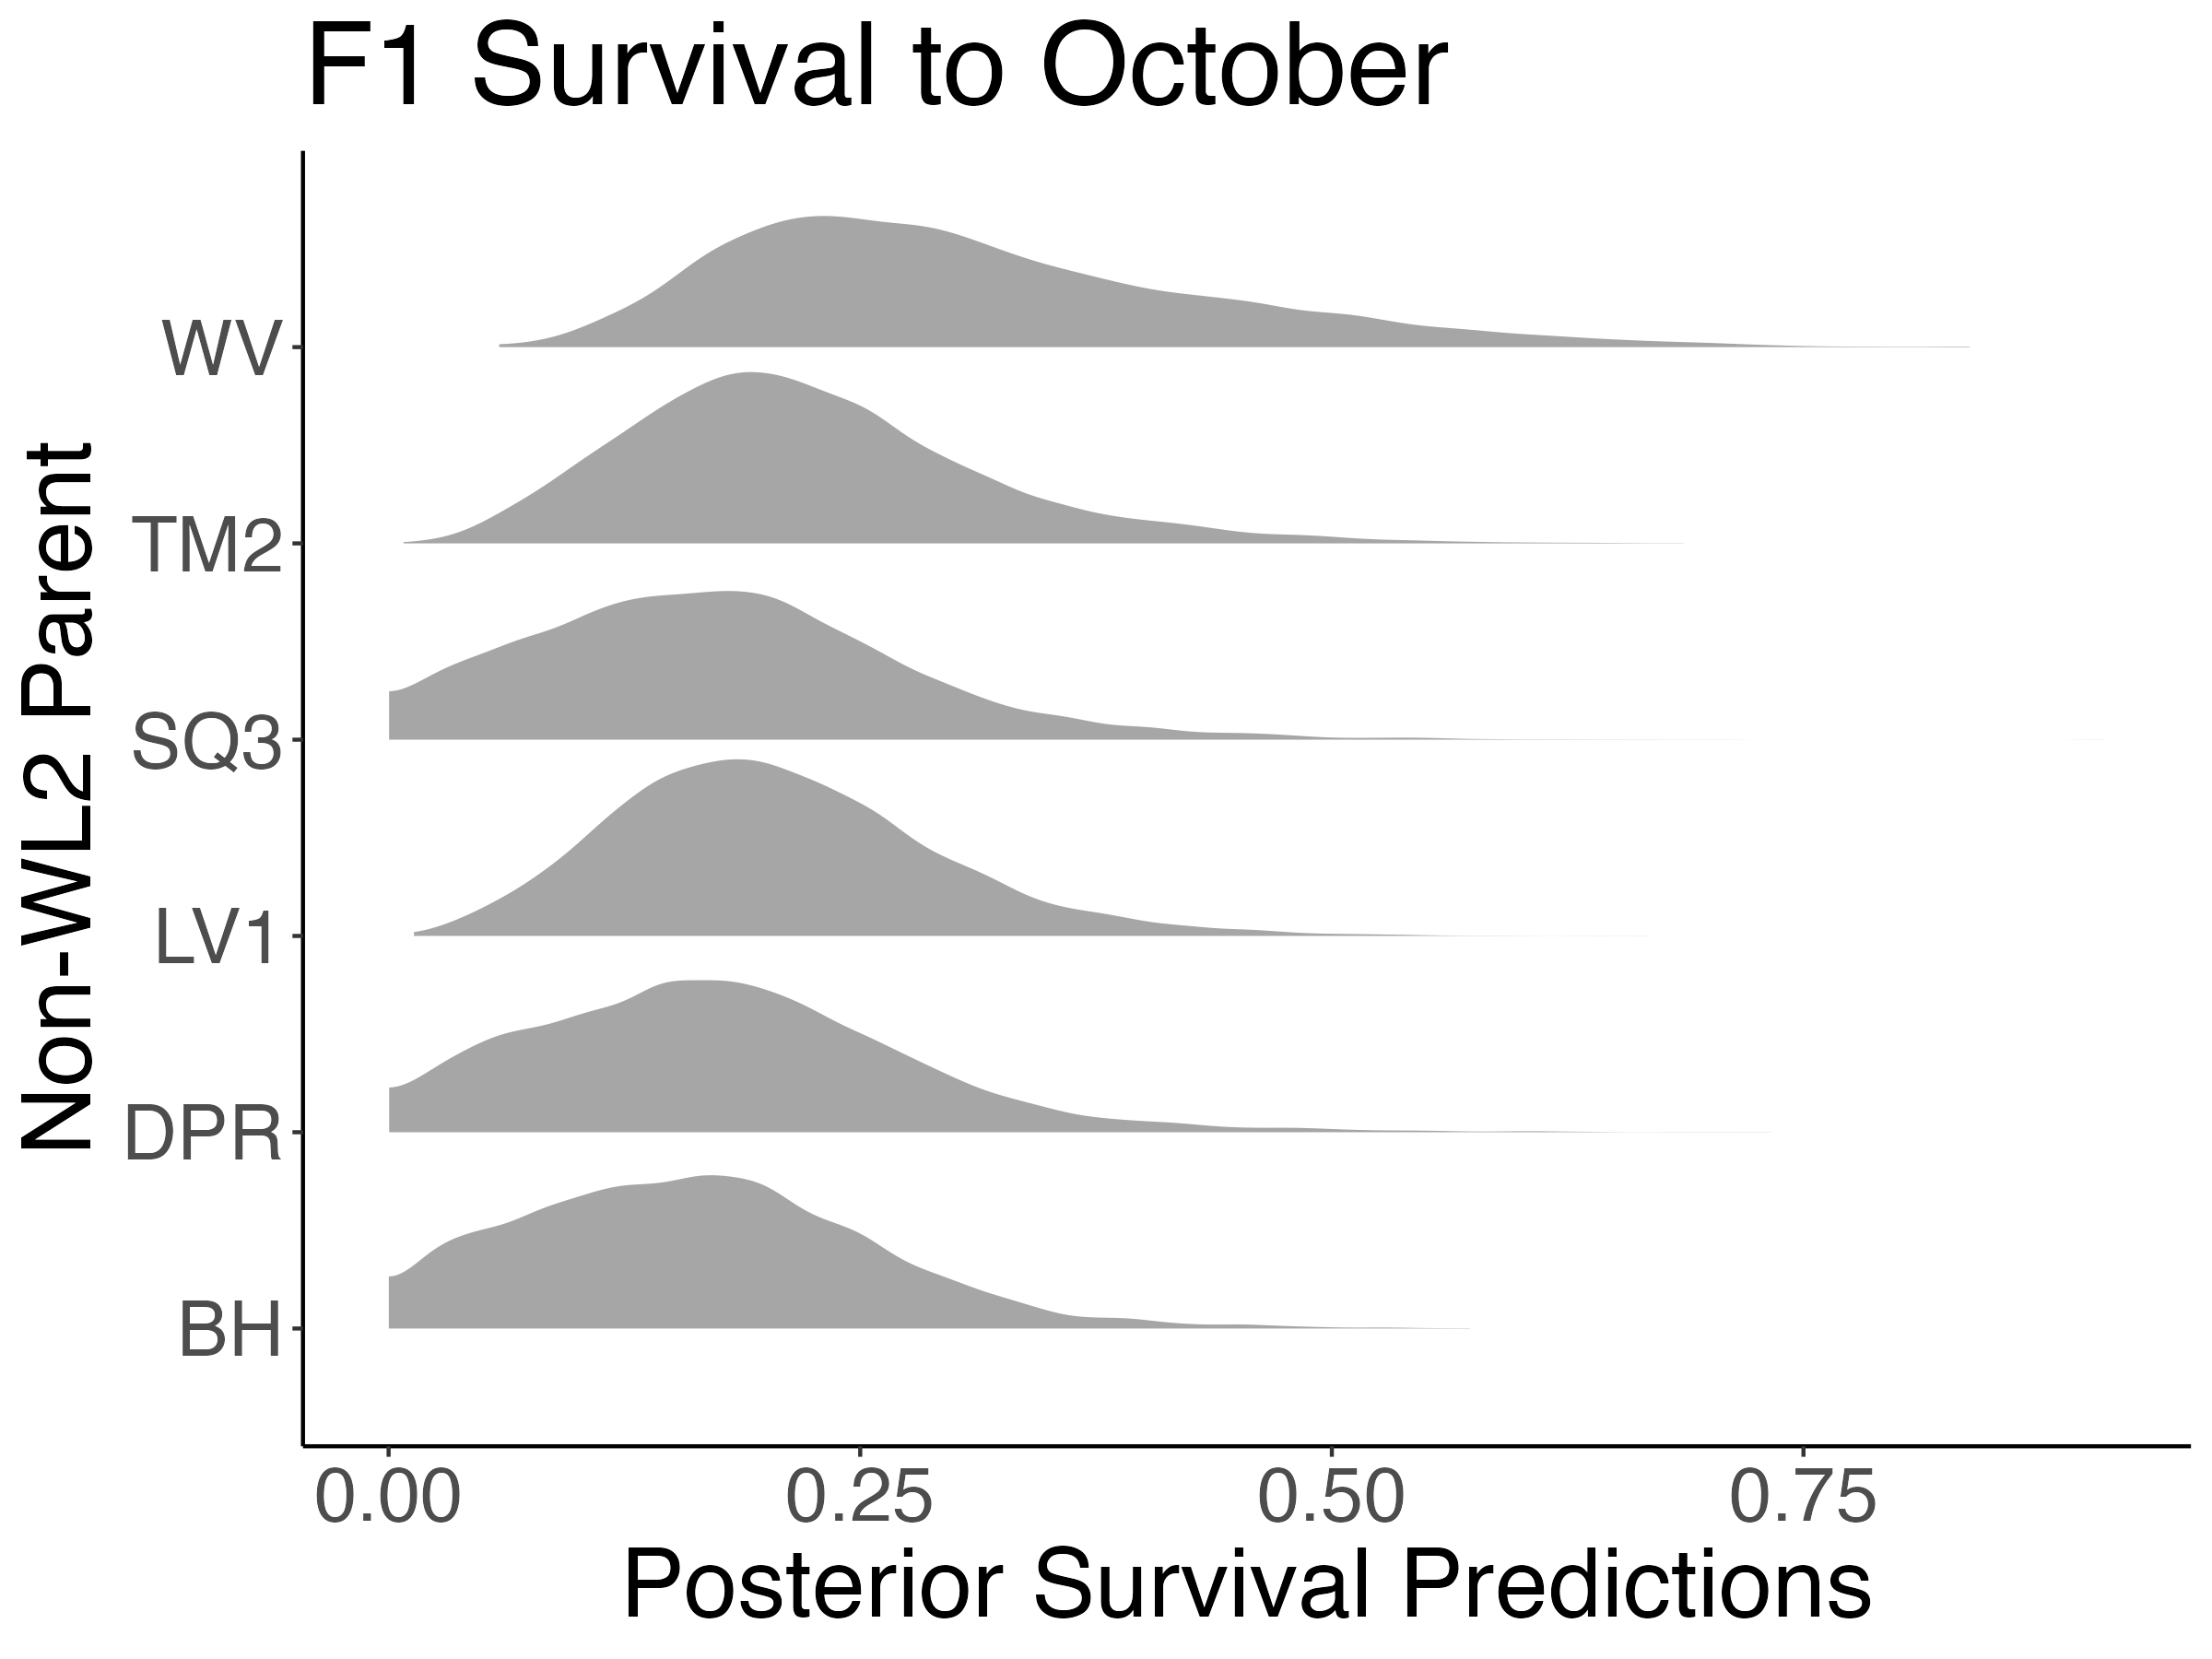 F1 Survival to October
Non-WL2 Parent
WV
TM2
SQ3
LV1
DPR
BH
0.00 0.25 0.50 0.75
Posterior Survival Predictions